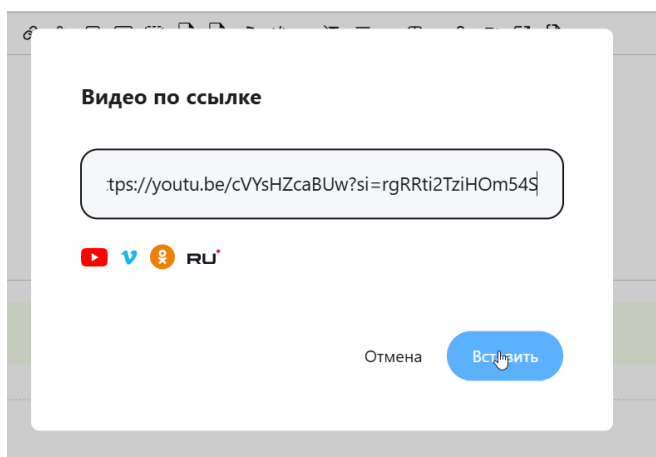 Видео по ссылке
:tps://youtu.be/cVYsHZcaBUw?si=rgRRti2TziHOm54S
RU
Отмена
Вставить